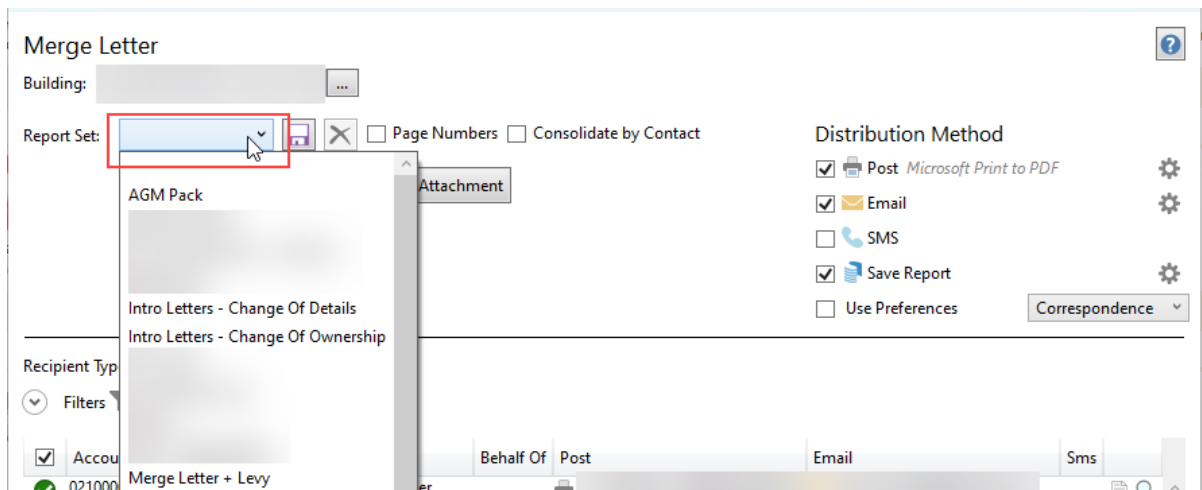 Merge Letter
Building:
...
Report Set:
Page Numbers
Consolidate by Contact
Distribution Method
Post Microsoft Print to PDF
Attachment
AGM Pack
Email
SMS
Save Report
Intro Letters - Change Of Details
Use Preferences
Correspondence
Intro Letters - Change Of Ownership
Recipient Typ
Filters
Accou
Behalf Of
Post
Email
Sms
Merge Letter + Levy
021000
er